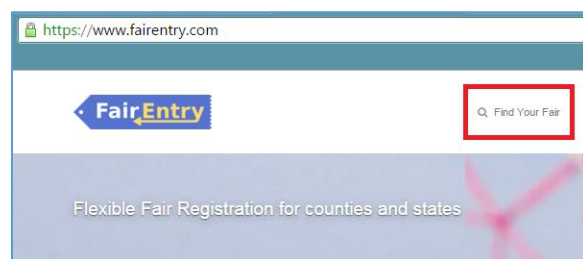 https://www.fairentry.com
FairEntry
Find Your Fair
Flexible Fair Registration for counties and states